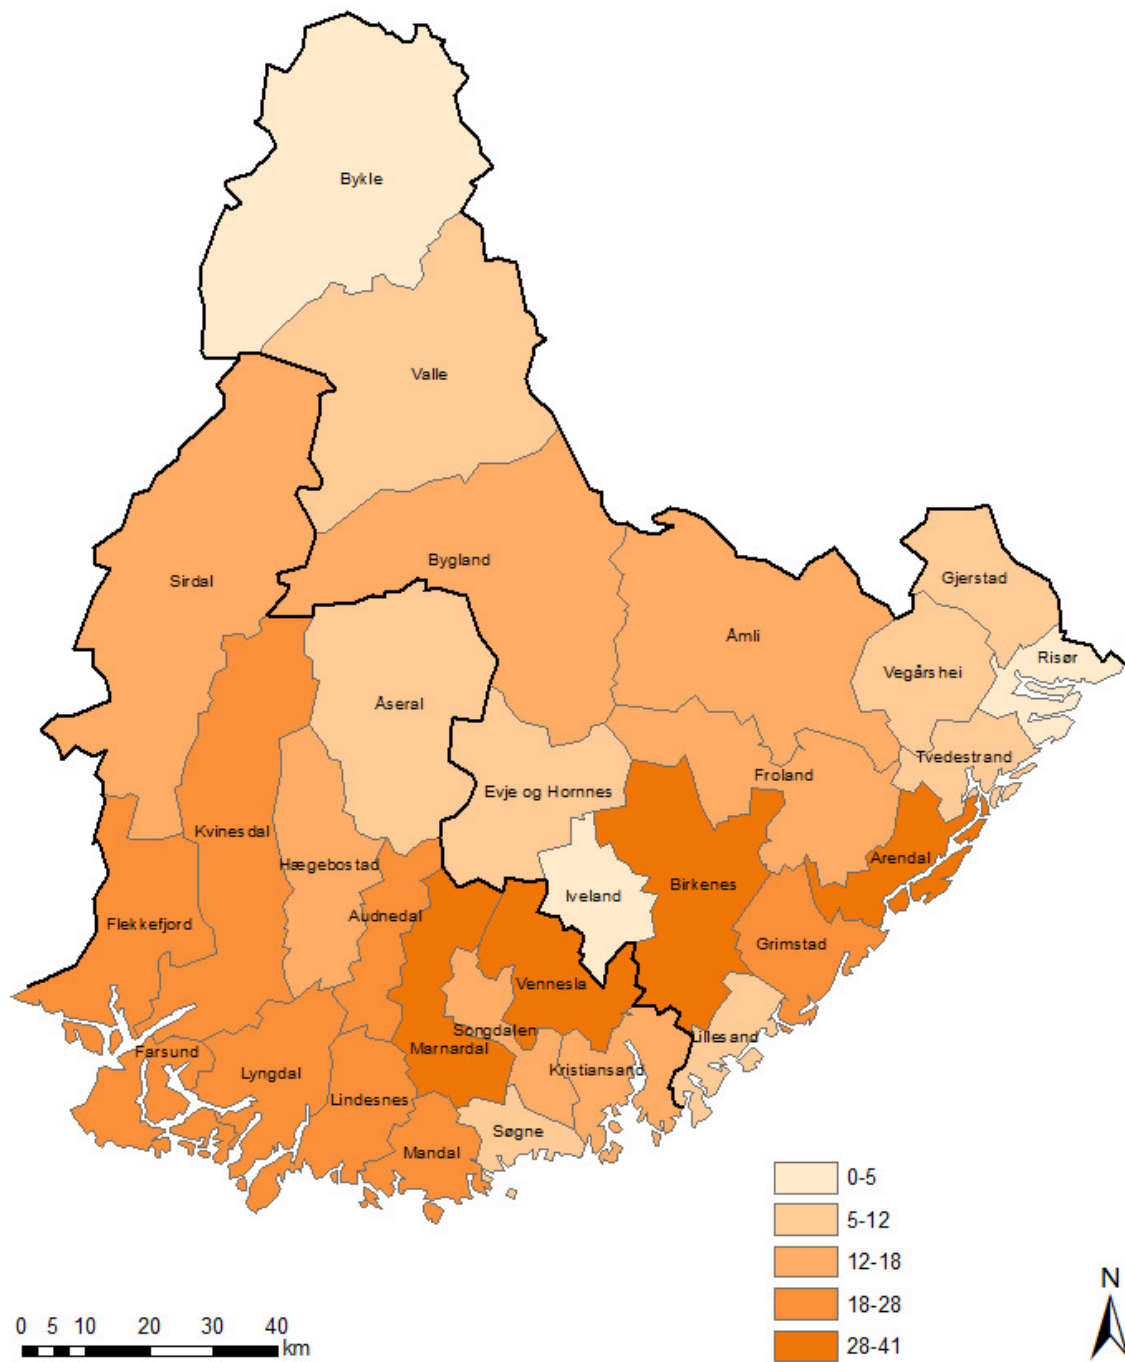 Bykle
Valle
Sirdal
Bygland
Gjerstad
Åmli
Risør
Vegårshei
Åseral
Tvedestrand
Froland
Evje og Hornnes
Kvinesdal
Arendal
Hægebostad
Birkenes
Iveland
Audnedal
Flekkefjord
Grimstad
Vennesla
Songdalen
Lillesand
Marnardal
Farsund
Lyngdal
Kristiansand
Lindesnes
Søgne
Mandal
0-5
5-12
12-18
18-28
28-41
N
0 5 10 20 30 40
km